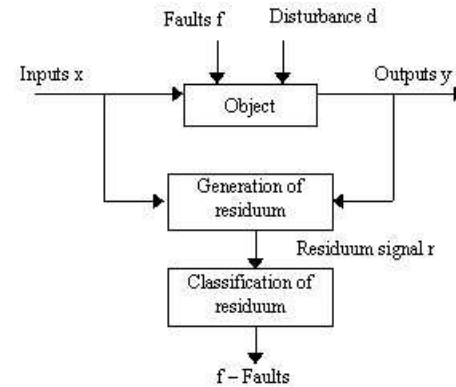 Faults f
Disturbance d
Inputs x
Outputs y
Object
Generation of
residuum
Residuum signal r
Classification of
residuum
f – Faults